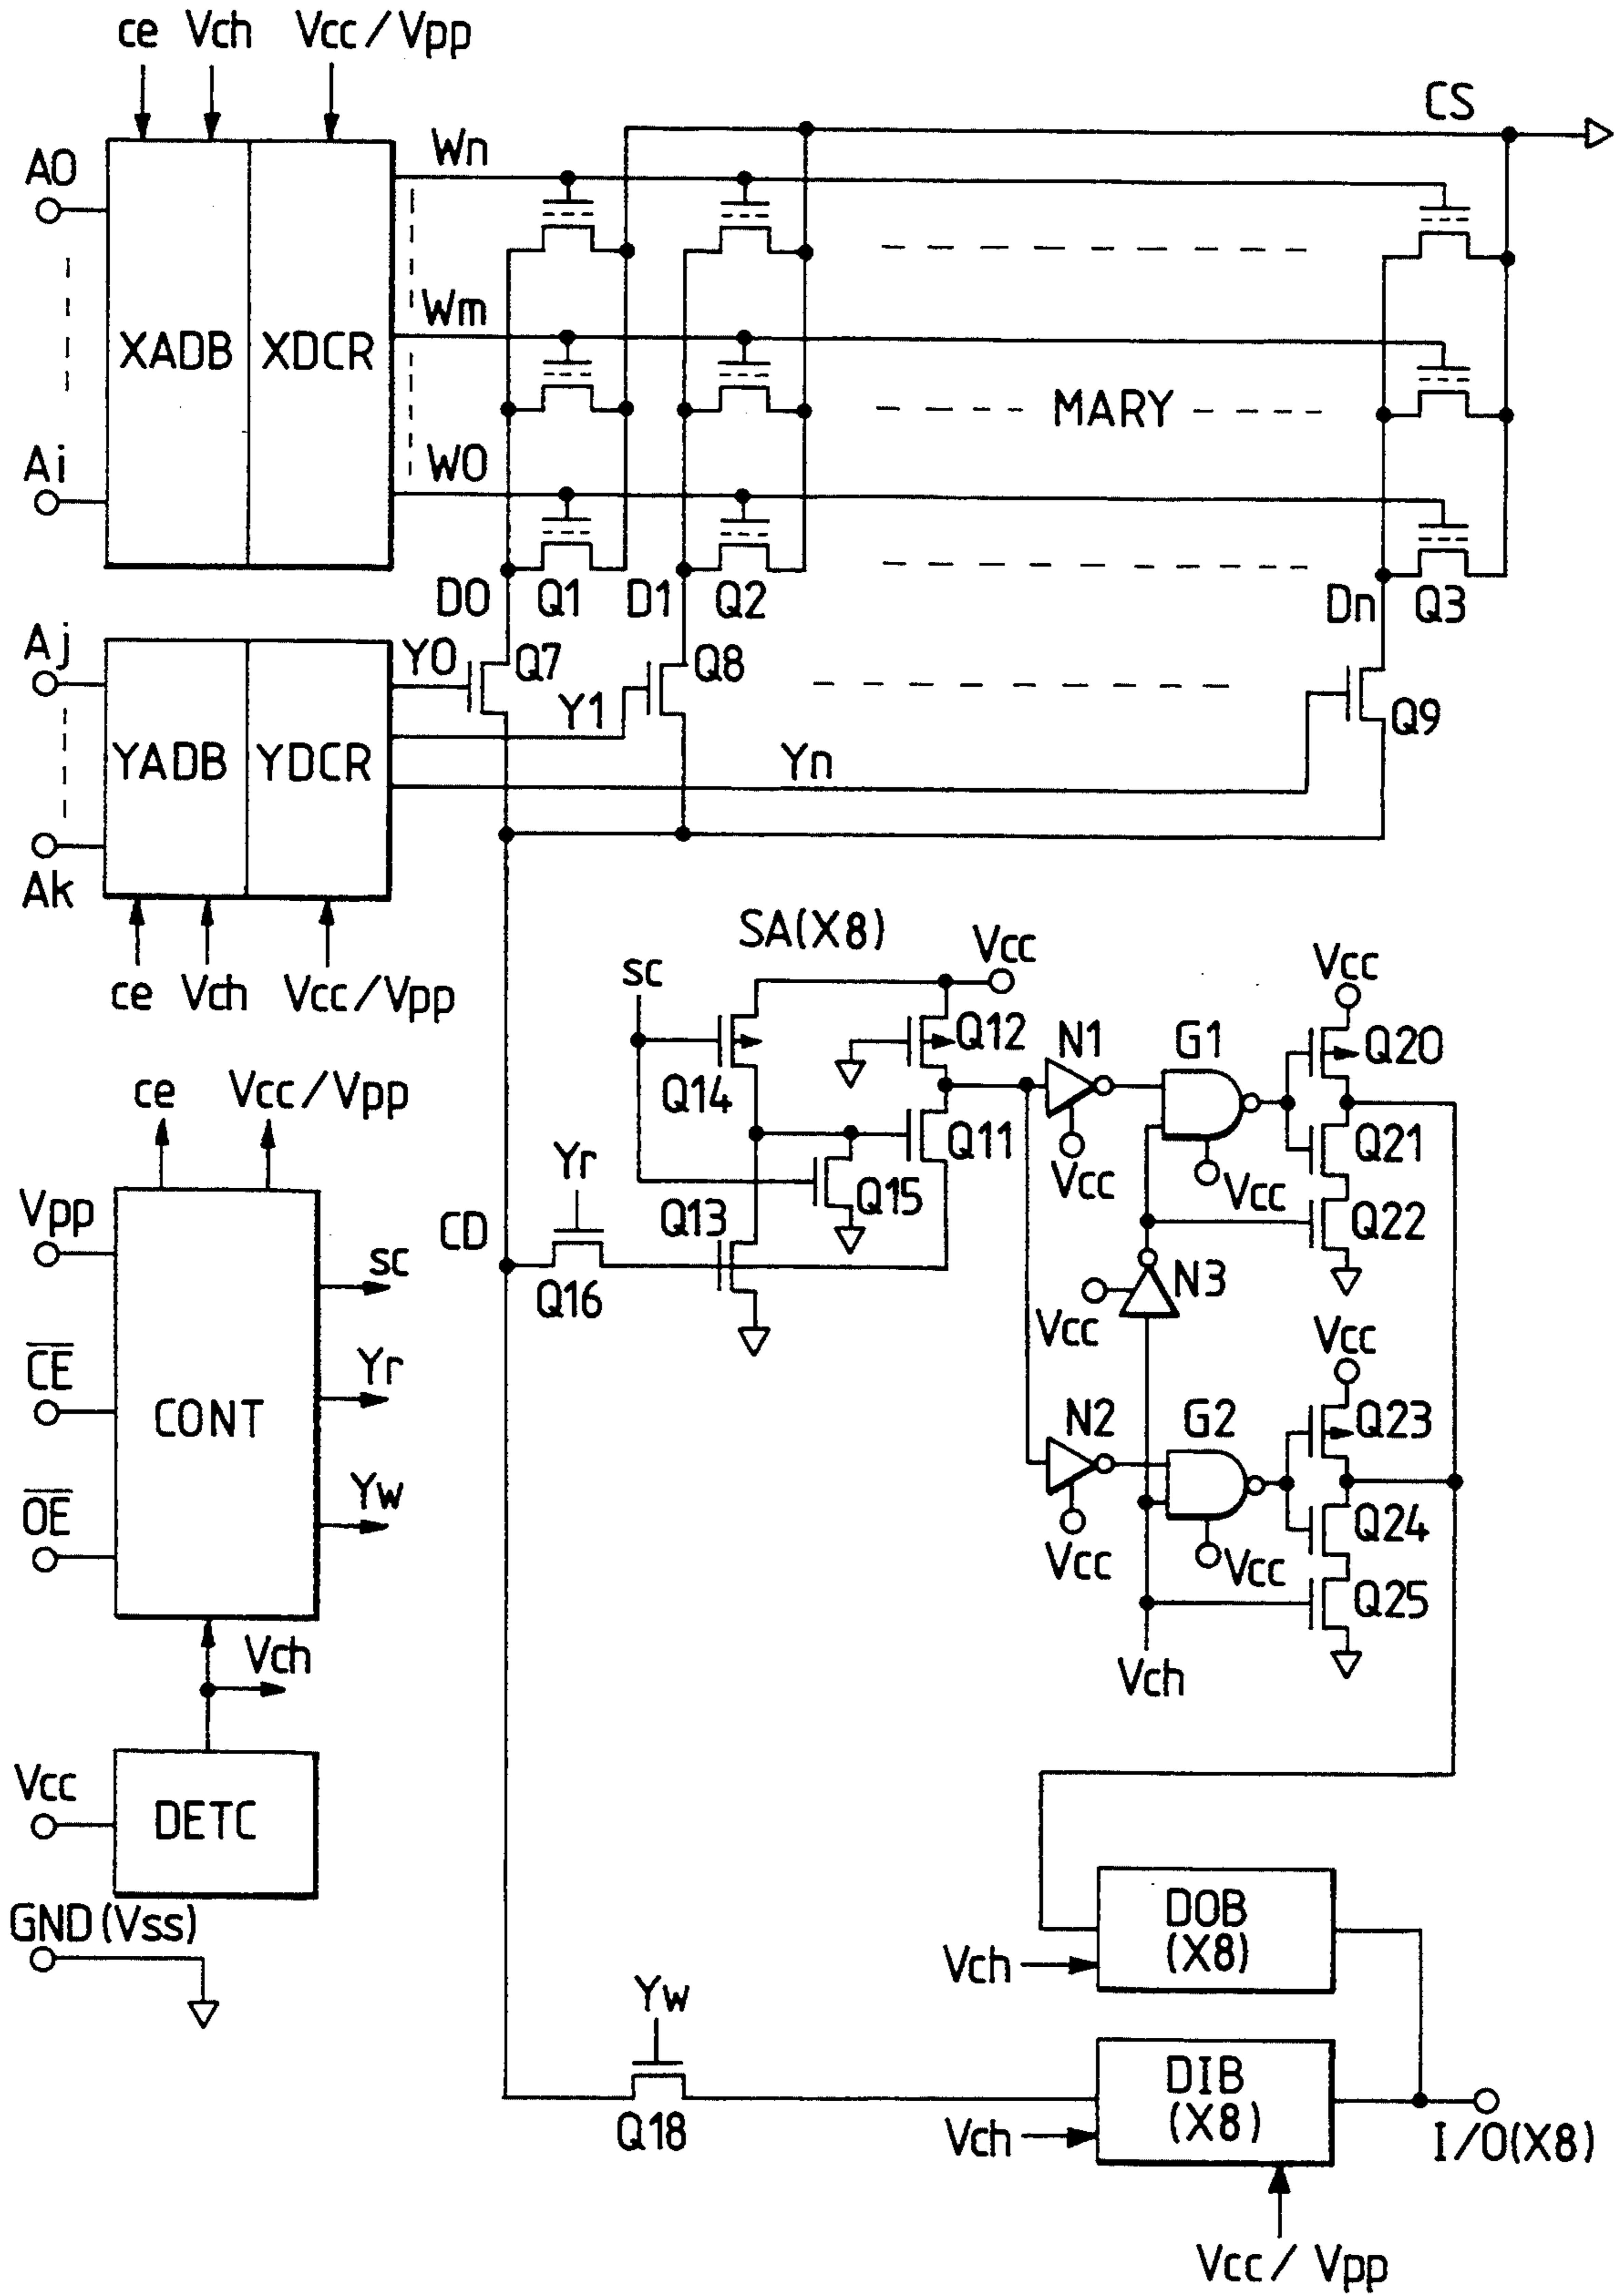 ce Vch Vcc/Vpp
CS
A0
Wn
XADB XDCR
Wm
MARY
Ai
W0
D0 Q1 D1 Q2 Dn Q3
Aj
Y0 Q7 Q8
Y1
Q9
YADB YDCR
Yn
Ak
ce Vch Vcc/Vpp
SA(X8)
sc
Vcc
Vcc
Q14
Q12
N1
G1
Q20
ce Vcc/Vpp
Q11
Q21
Vcc
Vcc
Yr
Q15
Q22
Vpp
CD
Q13
sc
Q16
N3
Vcc
Vcc
CE
Yr
CONT
N2
G2
Q23
OE
Yw
Q24
Vcc
Vcc
Q25
Vch
Vch
Vcc
DETC
GND(Vss)
DOB
(X8)
Vch
Yw
DIB
(X8)
Q18
Vch
I/O(X8)
Vcc/Vpp